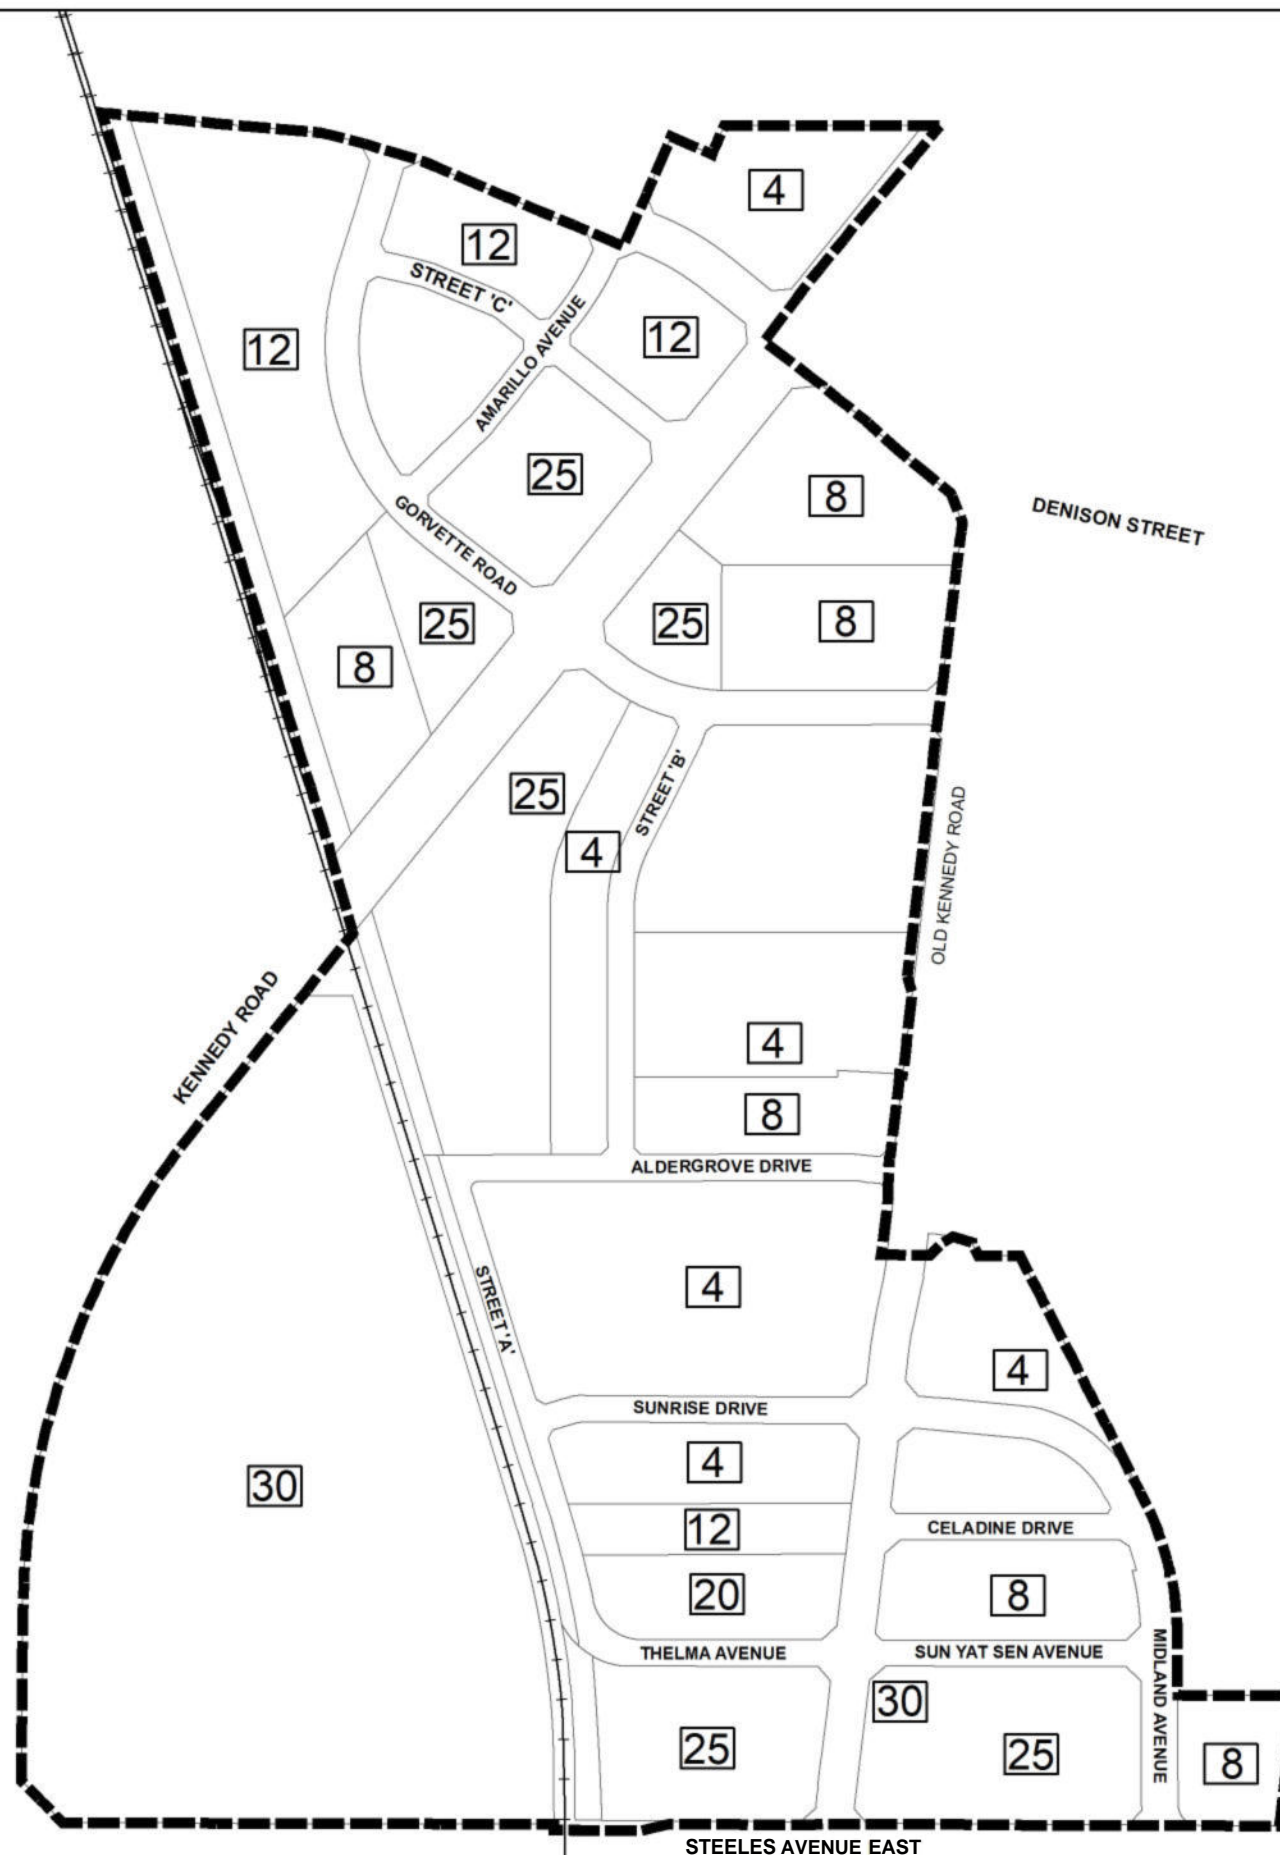 4
12
STREET 'C'
12
12
AMARILLO AVENUE
25
8
DENISON STREET
GORVETTE ROAD
25
25
8
8
25
STREET 'B'
4
OLD KENNEDY ROAD
KENNEDY ROAD
4
8
ALDERGROVE DRIVE
4
STREET 'A'
4
SUNRISE DRIVE
4
30
12
CELADINE DRIVE
20
8
THELMA AVENUE
SUN YAT SEN AVENUE
MIDLAND AVENUE
30
25
25
8
STEELES AVENUE EAST